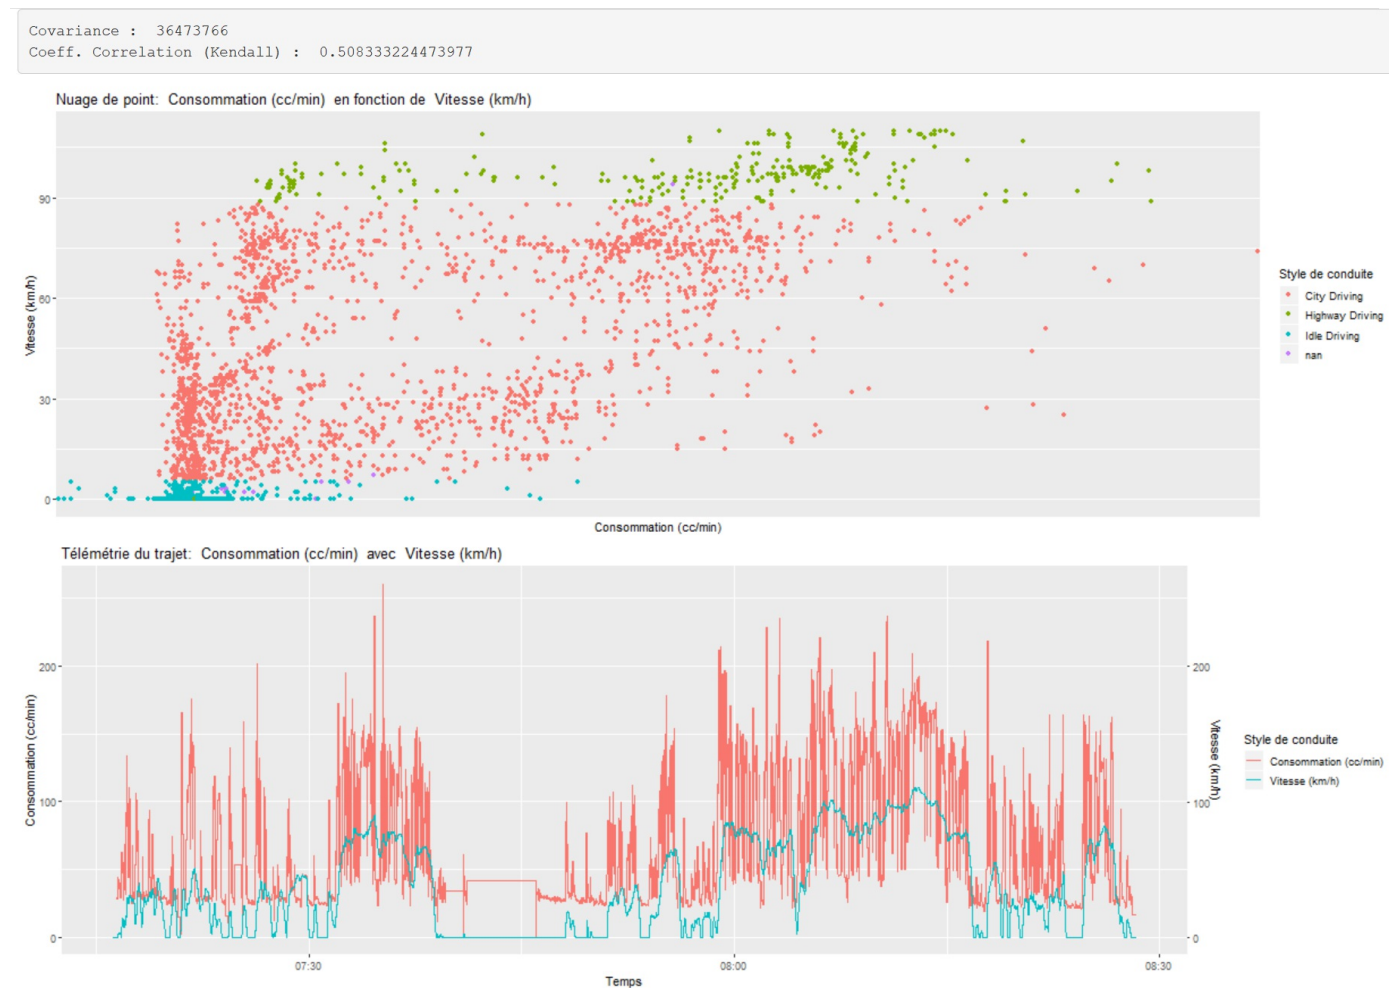 Covariance :  36473766
Coeff. Correlation (Kendall) :  0.508333224473977
Nuage de point:  Consommation (cc/min)  en fonction de  Vitesse (km/h)
Vitesse (km/h)
90
60
30
0
Consommation (cc/min)
Style de conduite
City Driving
Highway Driving
Idle Driving
nan
Télémétrie du trajet:  Consommation (cc/min)  avec  Vitesse (km/h)
Consommation (cc/min)
200
100
0
200
100
0
Vitesse (km/h)
07:30
08:00
08:30
Temps
Style de conduite
Consommation (cc/min)
Vitesse (km/h)